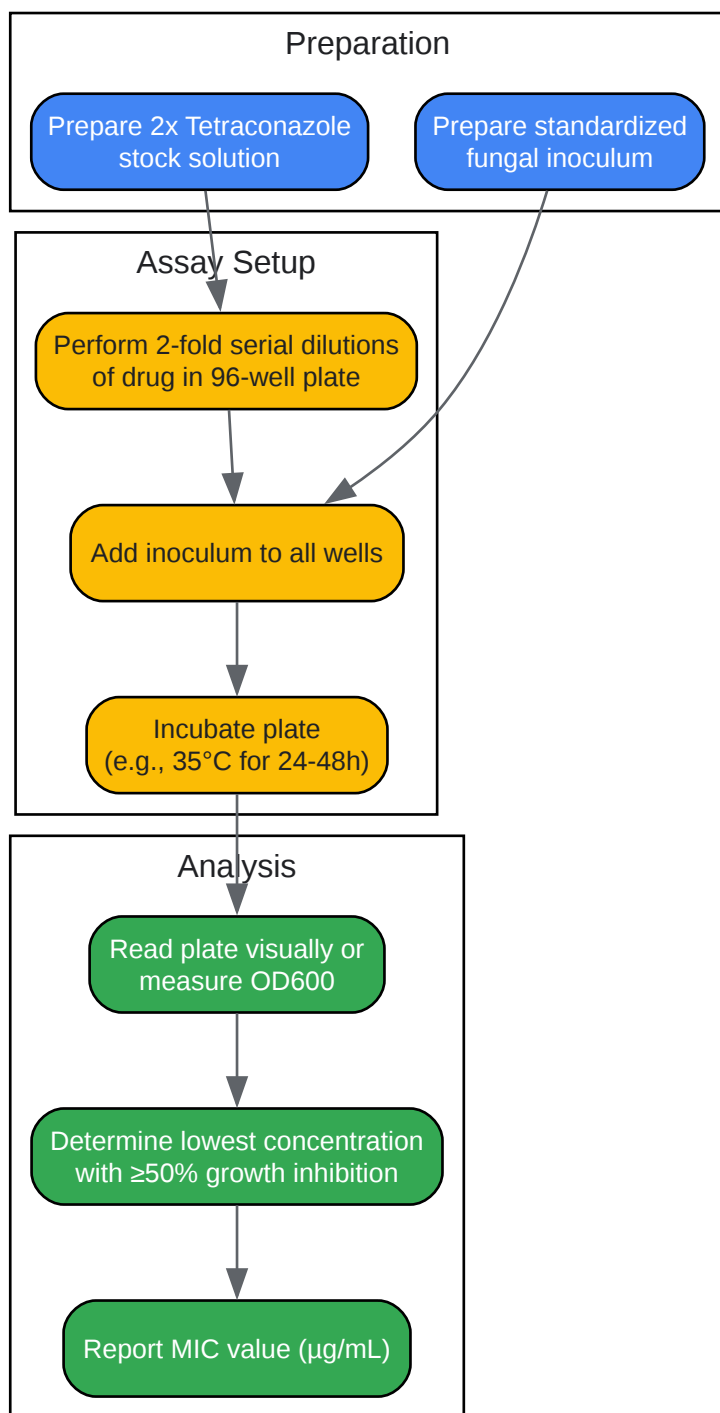 Preparation
Prepare 2x Tetraconazole
stock solution
Prepare standardized
fungal inoculum
Assay Setup
Perform 2-fold serial dilutions
of drug in 96-well plate
Add inoculum to all wells
Incubate plate
(e.g., 35°C for 24-48h)
Analysis
Read plate visually or
measure OD600
Determine lowest concentration
with ≥50% growth inhibition
Report MIC value (µg/mL)